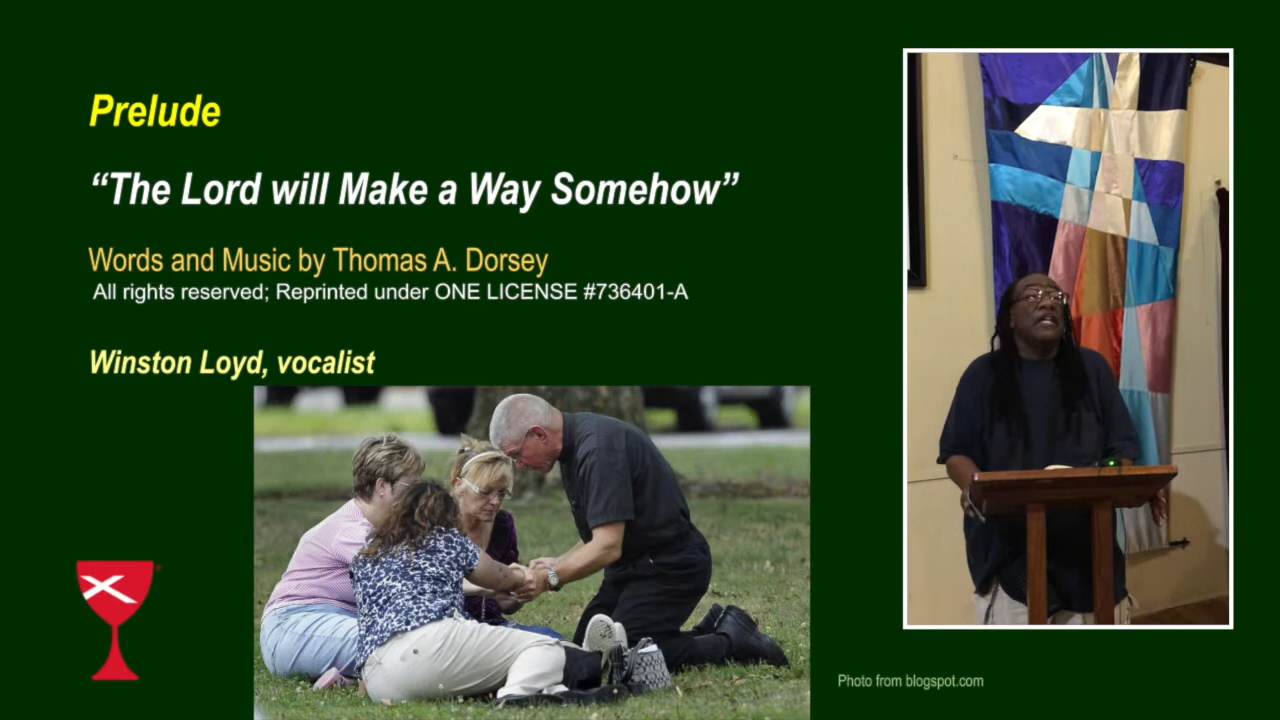 Prelude
“The Lord will Make a Way Somehow”
Words and Music by Thomas A. Dorsey
All rights reserved; Reprinted under ONE LICENSE #736401-A
Winston Loyd, vocalist
Photo from blogspot.com